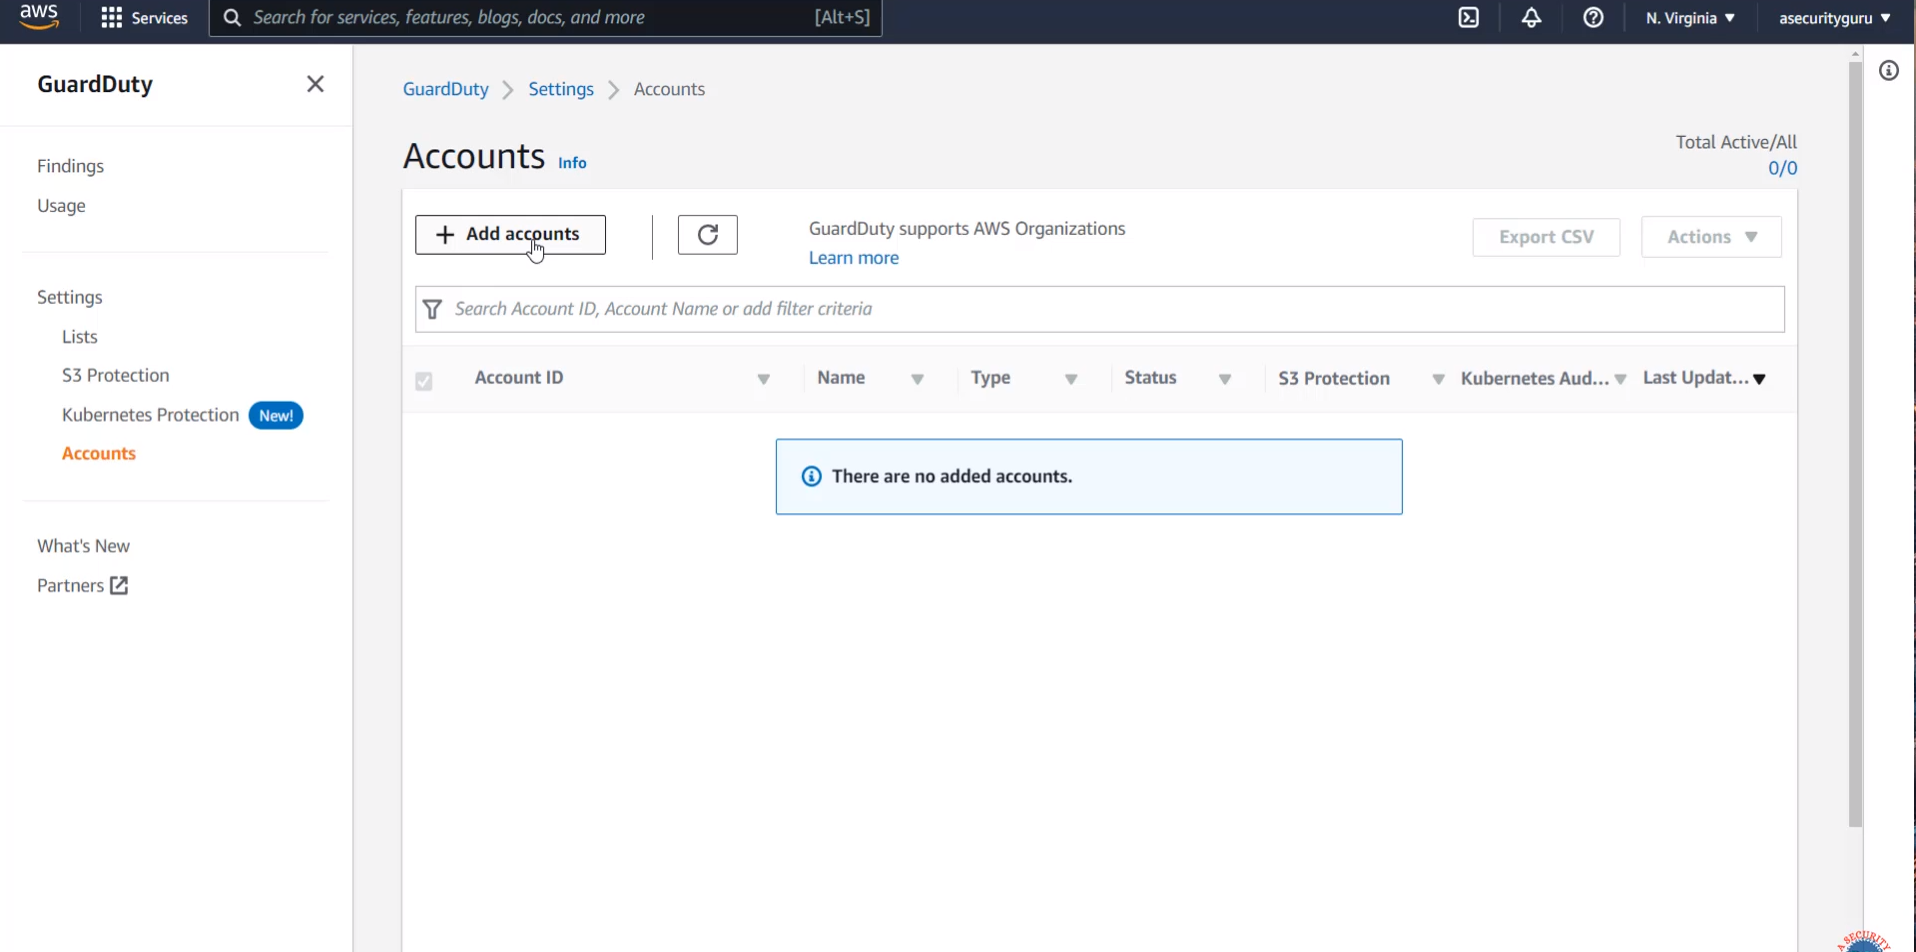 aws
Services
Search for services, features, blogs, docs, and more
[Alt+S]
N. Virginia
asecurityguru
GuardDuty
Findings
Usage
Settings
Lists
S3 Protection
Kubernetes Protection New!
Accounts
What's New
Partners
GuardDuty
Settings
Accounts
Accounts Info
Total Active/All
0/0
Add accounts
GuardDuty supports AWS Organizations
Learn more
Export CSV
Actions
Search Account ID, Account Name or add filter criteria
Account ID
Name
Type
Status
S3 Protection
Kubernetes Aud...
Last Updat...
There are no added accounts.
A SECURITY